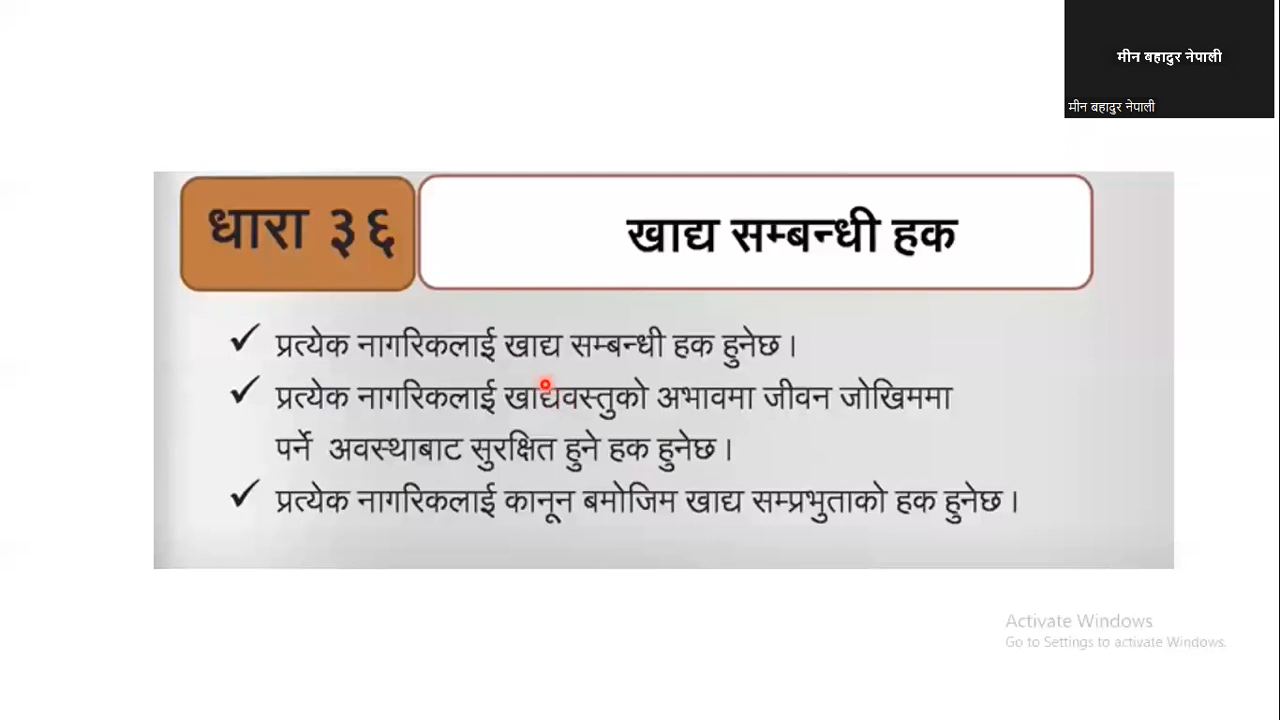 मीन बहादुर नेपाली
मीन बहादुर नेपाली
धारा ३६
खाद्य सम्बन्धी हक
✓ प्रत्येक नागरिकलाई खाद्य सम्बन्धी हक हुनेछ ।
✓ प्रत्येक नागरिकलाई खाद्यवस्तुको अभावमा जीवन जोखिममा
पर्ने अवस्थाबाट सुरक्षित हुने हक हुनेछ ।
✓ प्रत्येक नागरिकलाई कानून बमोजिम खाद्य सम्प्रभुताको हक हुनेछ ।
Activate Windows
Go to Settings to activate Windows.